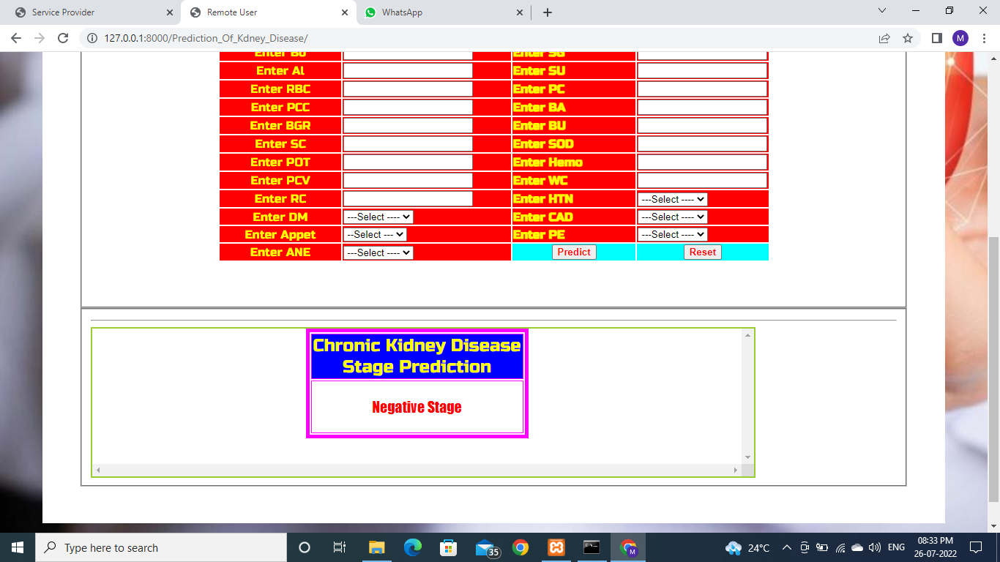 Service Provider
Remote User
WhatsApp
127.0.0.1:8000/Prediction_Of_Kdney_Disease/
M
Enter Bu Enter SG
Enter Al Enter SU
Enter RBC Enter PC
Enter PCC Enter BA
Enter BGR Enter BU
Enter SC Enter SOD
Enter POT Enter Hemo
Enter PCV Enter WC
Enter RC Enter HTN ---Select ----
Enter DM ---Select ---- Enter CAD ---Select ----
Enter Appet --Select --- Enter PE ---Select ----
Enter ANE ---Select ---- Predict Reset
Chronic Kidney Disease
Stage Prediction
Negative Stage
Type here to search
35
M
24°C
ENG
08:33 PM
26-07-2022